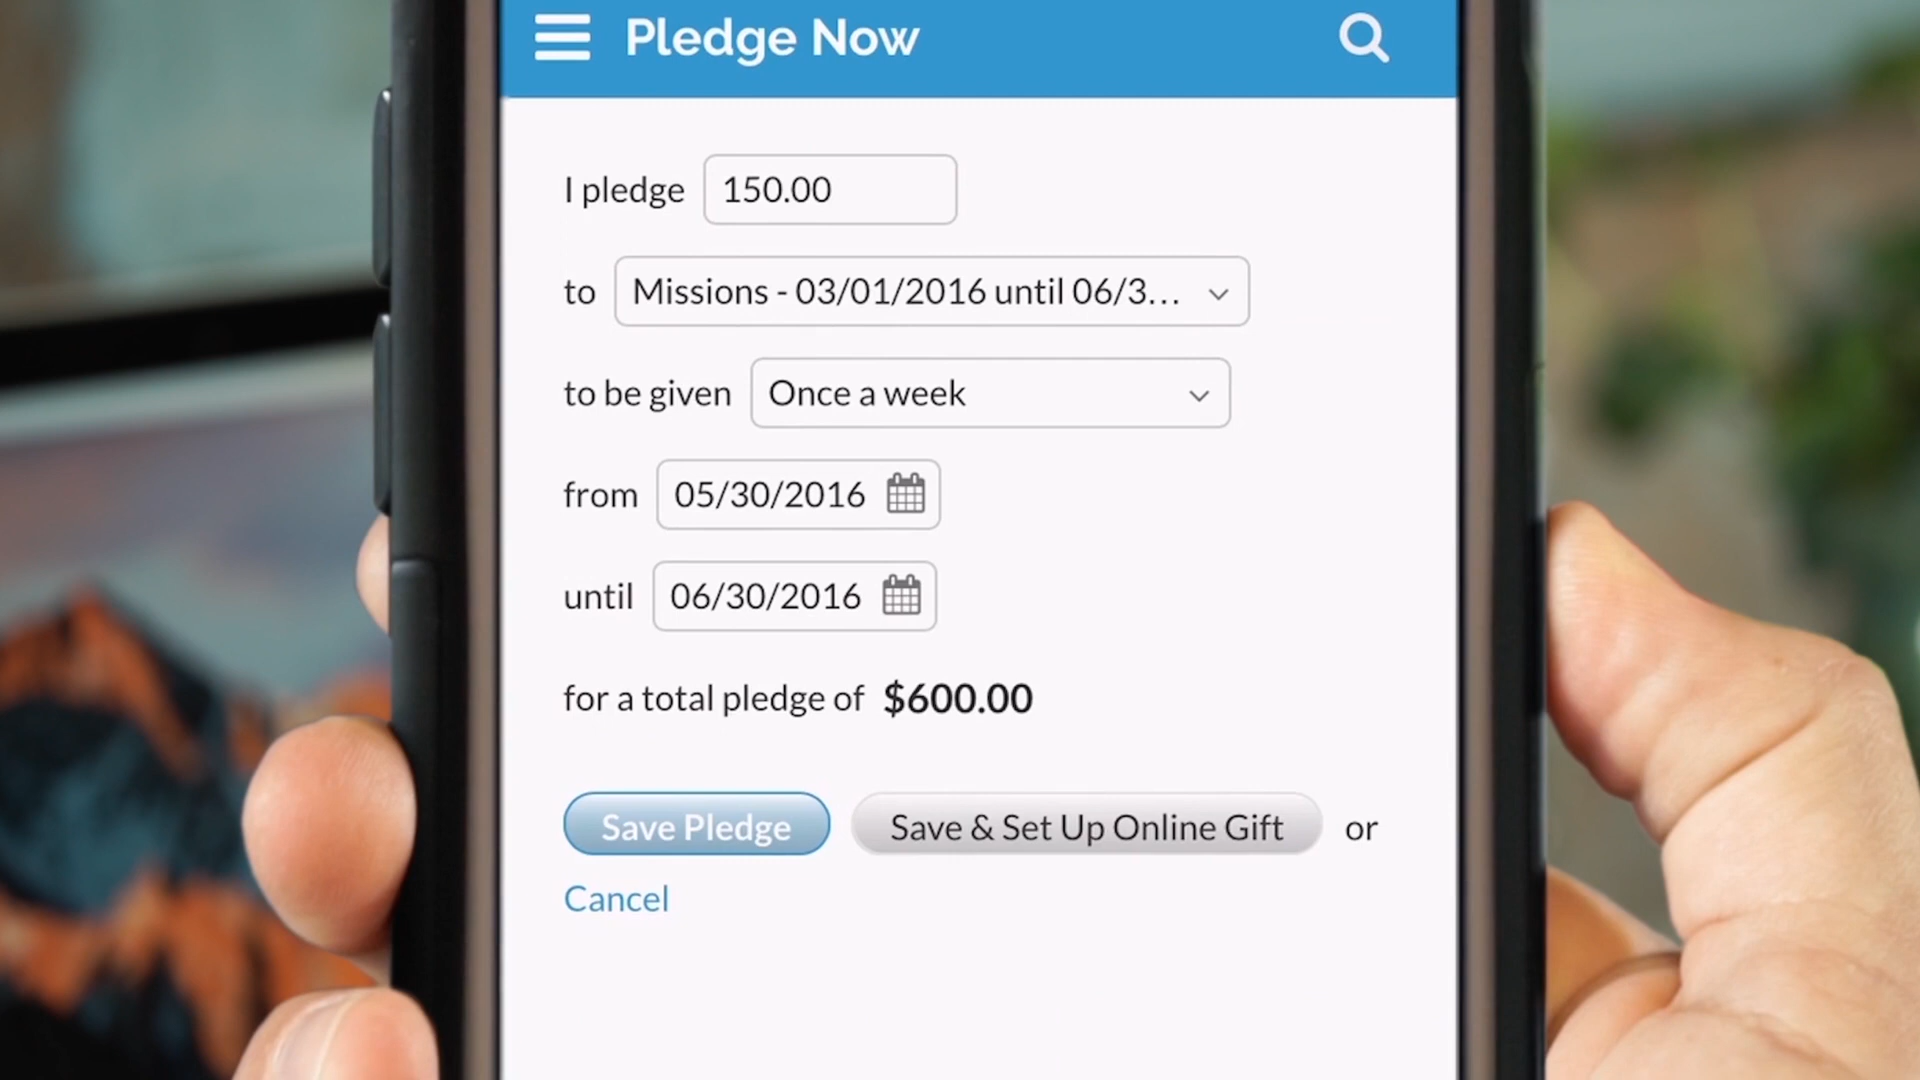 Pledge Now
I pledge 150.00
to Missions - 03/01/2016 until 06/3...
to be given Once a week
from 05/30/2016
until 06/30/2016
for a total pledge of $600.00
Save Pledge Save & Set Up Online Gift or
Cancel